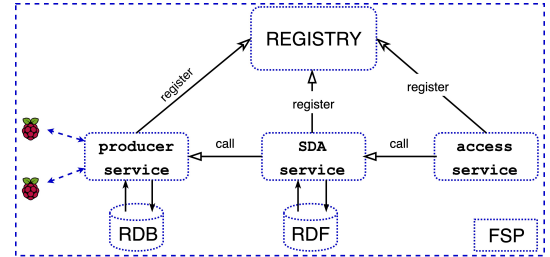 REGISTRY
register
register
register
producer
service
call
SDA
service
call
access
service
RDB
RDF
FSP